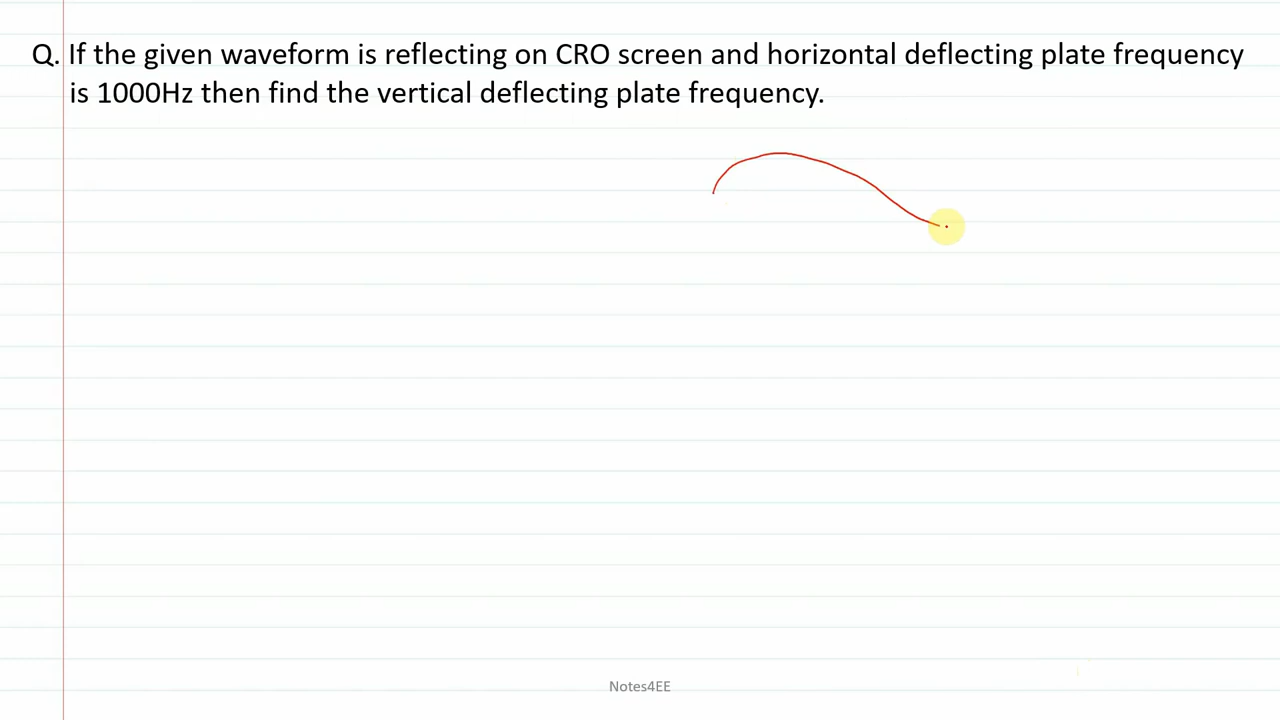 Q. If the given waveform is reflecting on CRO screen and horizontal deflecting plate frequency
is 1000Hz then find the vertical deflecting plate frequency.
Notes4EE